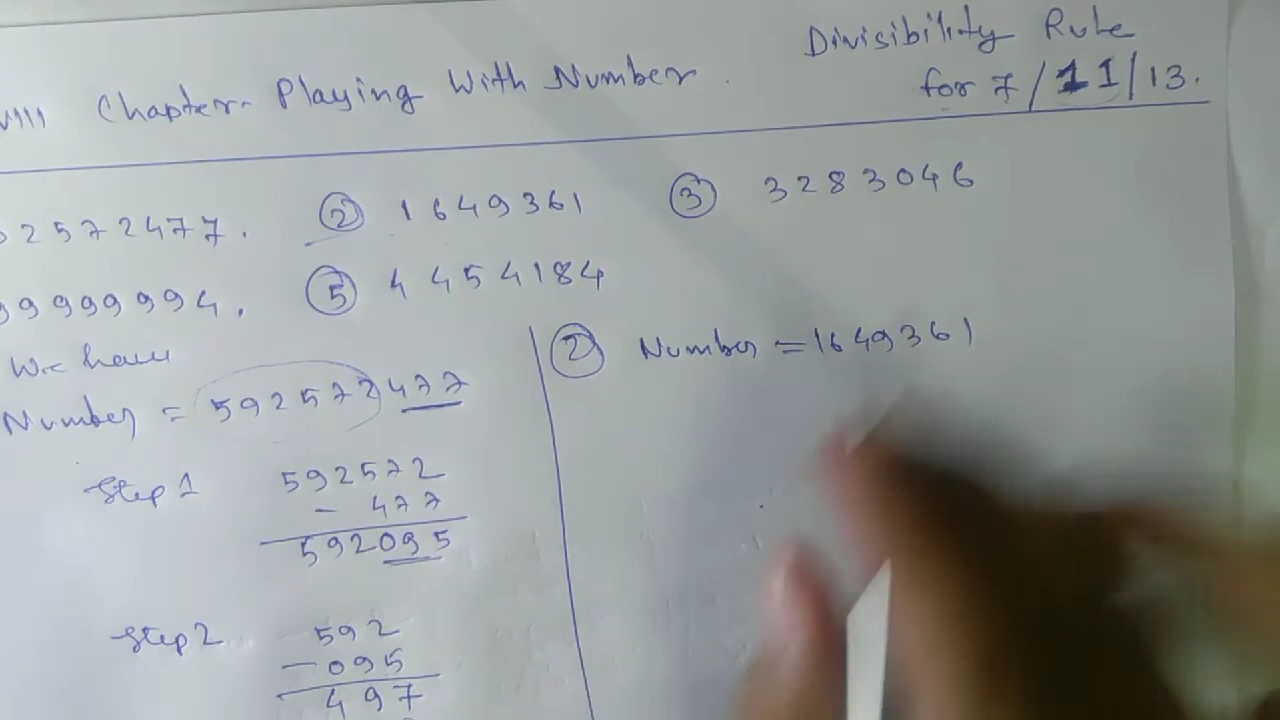 VIII Chapter- Playing With Number. Divisibility Rule
for 7/11/13.
2572477. ② 1649361 ③ 3283046
9999994. ⑤ 4454184
We have
Number = 592572477
Step 1 592572
- 477
592095
Step 2 592
- 095
497
② Number = 1649361